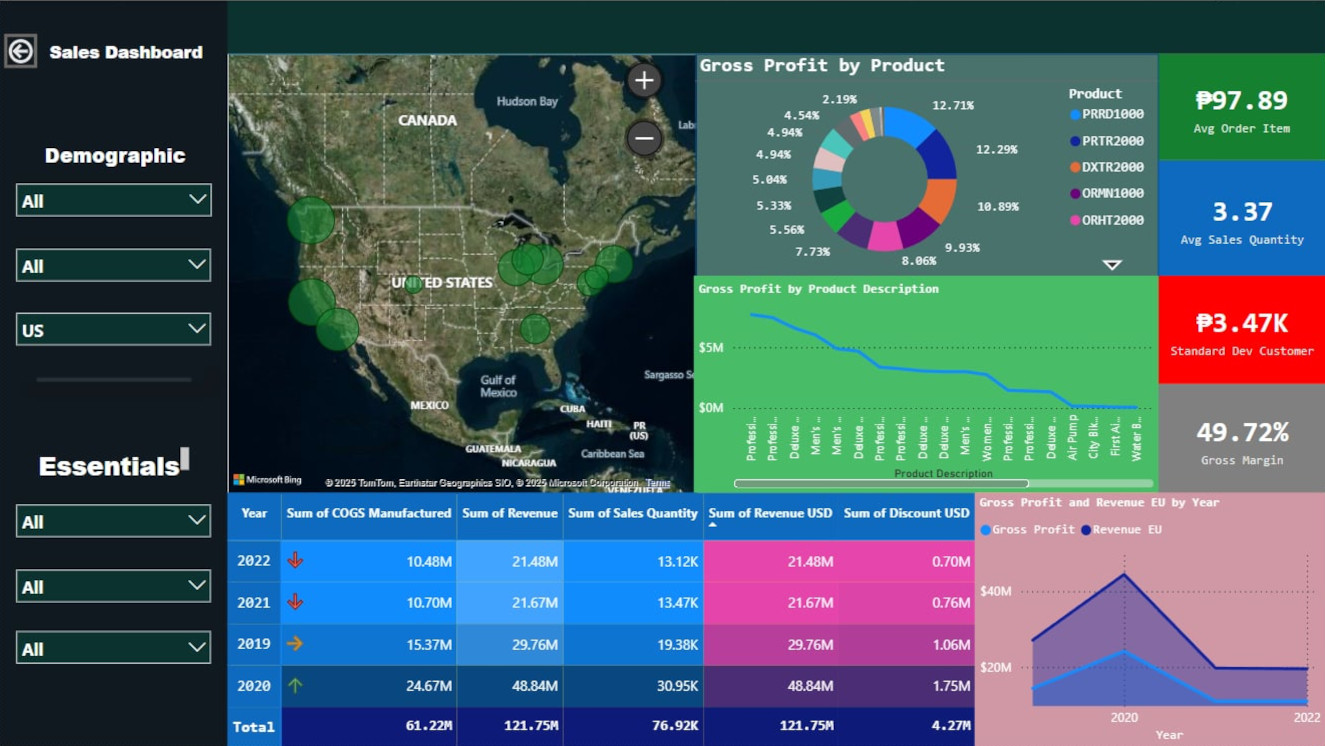 Sales Dashboard
Demographic
All
All
US
Essentials
All
All
All
Hudson Bay
CANADA
UNITED STATES
Gulf of
Mexico
Sargasso
MEXICO
CUBA
HAITI
PR
(US)
GUATEMALA
Caribbean Sea
NICARAGUA
Microsoft Bing
© 2025 TomTom, Earthstar Geographics SIO, © 2025 Microsoft Corporation Terms
Gross Profit by Product
2.19%
4.54%
4.94%
4.94%
5.04%
5.33%
5.56%
7.73%
8.06%
9.93%
10.89%
12.29%
12.71%
Product
PRRD1000
PRTR2000
DXTR2000
ORMN1000
ORHT2000
Gross Profit by Product Description
$5M
$0M
Professi...
Professi...
Deluxe ...
Men's ...
Men's ...
Deluxe ...
Professi...
Professi...
Deluxe ...
Deluxe ...
Men's ...
Women...
Professi...
Professi...
Deluxe ...
Air Pump
City Bik...
First Ai...
Water B...
Product Description
₱97.89
Avg Order Item
3.37
Avg Sales Quantity
₱3.47K
Standard Dev Customer
49.72%
Gross Margin
Year Sum of COGS Manufactured Sum of Revenue Sum of Sales Quantity Sum of Revenue USD Sum of Discount USD
2022 10.48M 21.48M 13.12K 21.48M 0.70M
2021 10.70M 21.67M 13.47K 21.67M 0.76M
2019 15.37M 29.76M 19.38K 29.76M 1.06M
2020 24.67M 48.84M 30.95K 48.84M 1.75M
Total 61.22M 121.75M 76.92K 121.75M 4.27M
Gross Profit and Revenue EU by Year
Gross Profit Revenue EU
$40M
$20M
2020
2022
Year